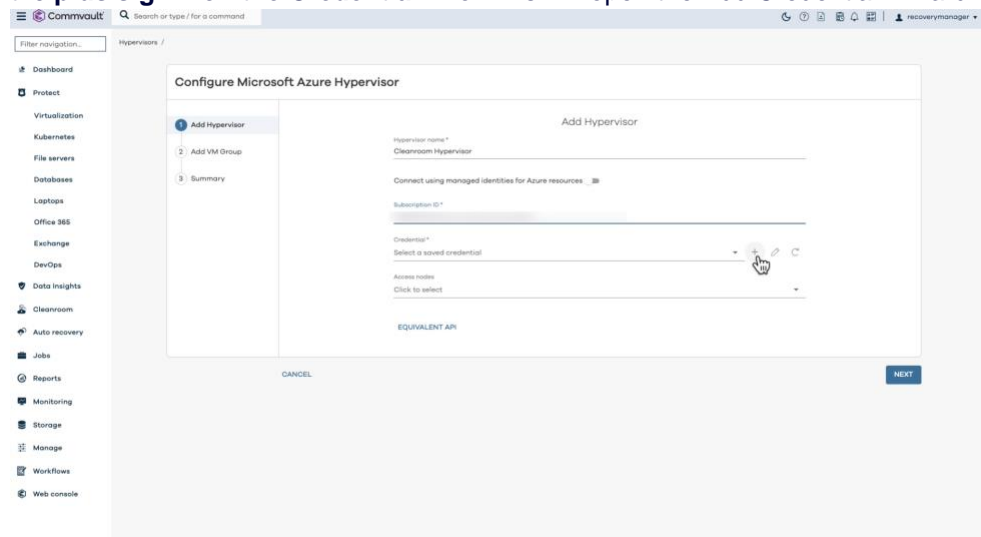 Commvault
Search or type / for a command
recoverymanager
Filter navigation...
Hypervisors /
Dashboard
Protect
Virtualization
Kubernetes
File servers
Databases
Laptops
Office 365
Exchange
DevOps
Data Insights
Cleanroom
Auto recovery
Jobs
Reports
Monitoring
Storage
Manage
Workflows
Web console
Configure Microsoft Azure Hypervisor
1 Add Hypervisor
2 Add VM Group
3 Summary
Add Hypervisor
Hypervisor name *
Cleanroom Hypervisor
Connect using managed identities for Azure resources
Subscription ID *
Credential *
Select a saved credential
Access nodes
Click to select
EQUIVALENT API
CANCEL
NEXT